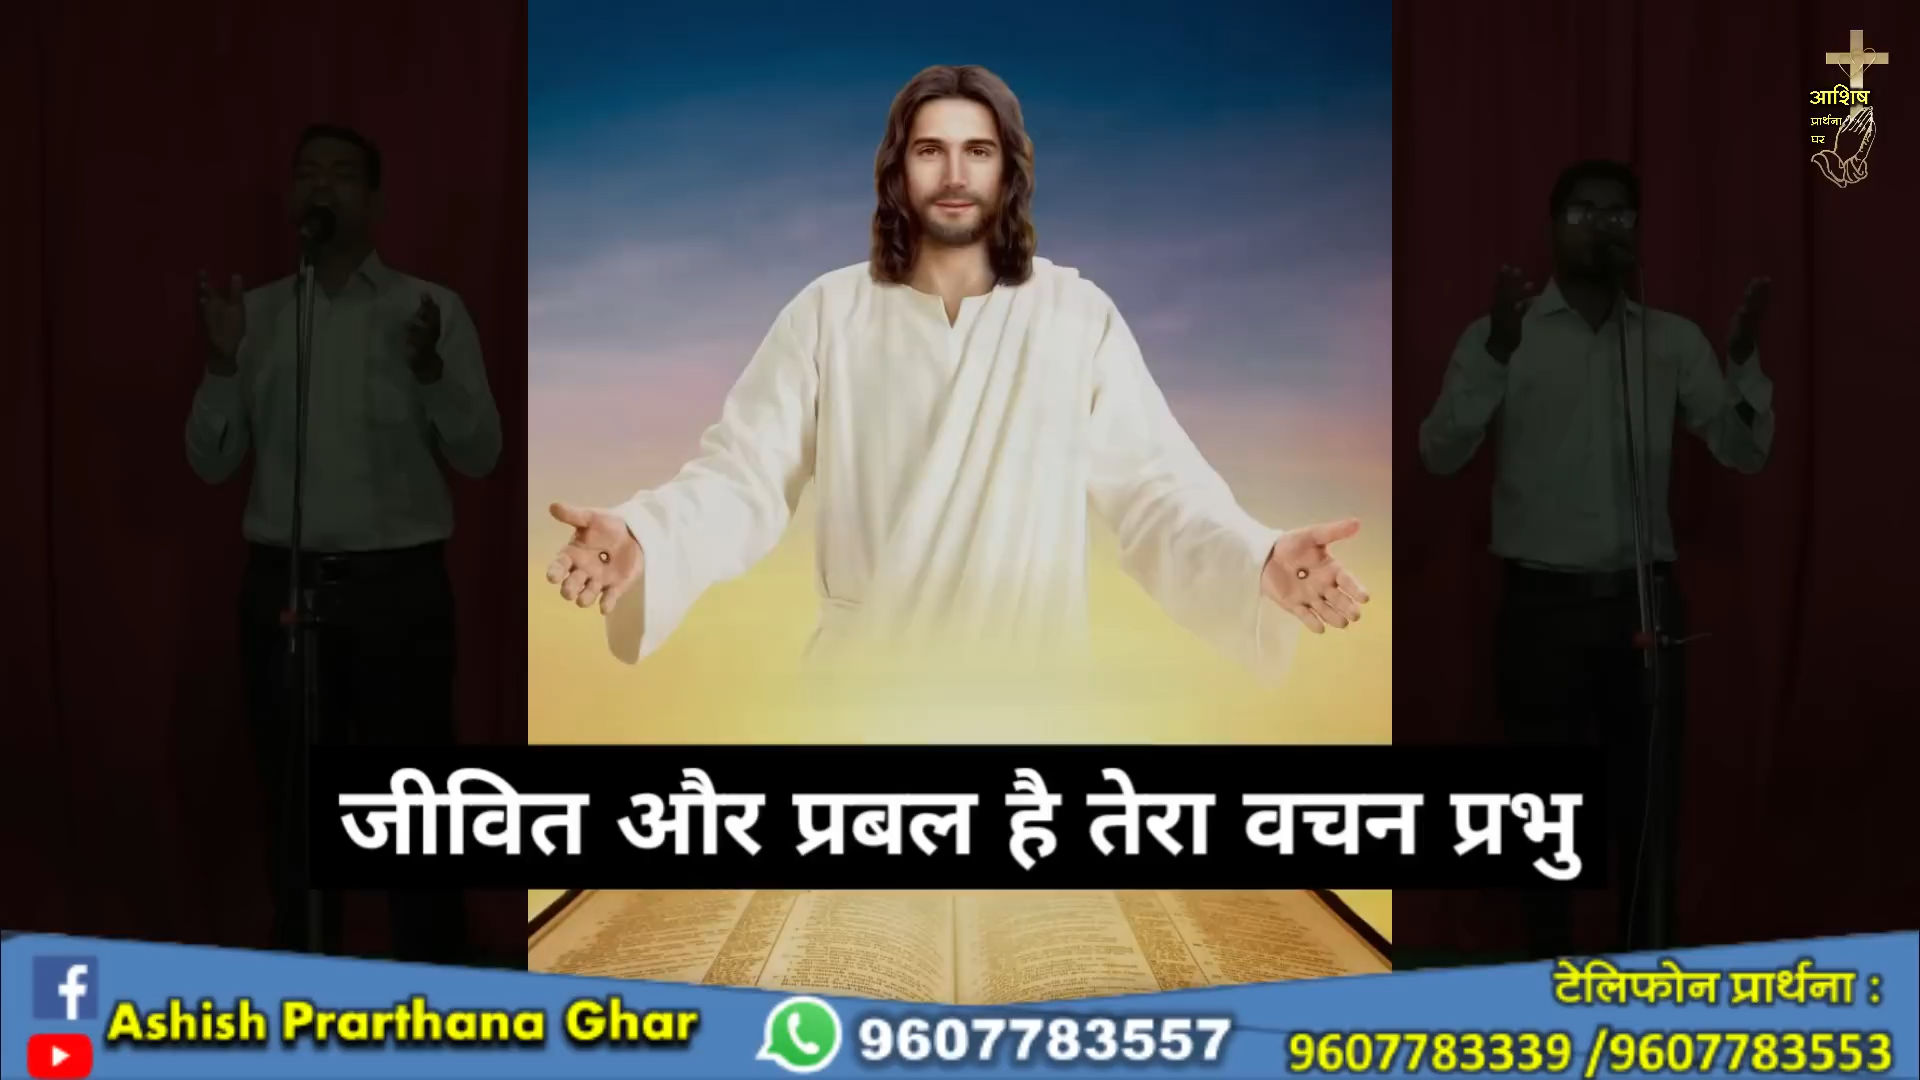 आशिष
प्रार्थना
घर
जीवित और प्रबल है तेरा वचन प्रभु
टेलिफोन प्रार्थना :
Ashish Prarthana Ghar
9607783557
9607783339 /9607783553